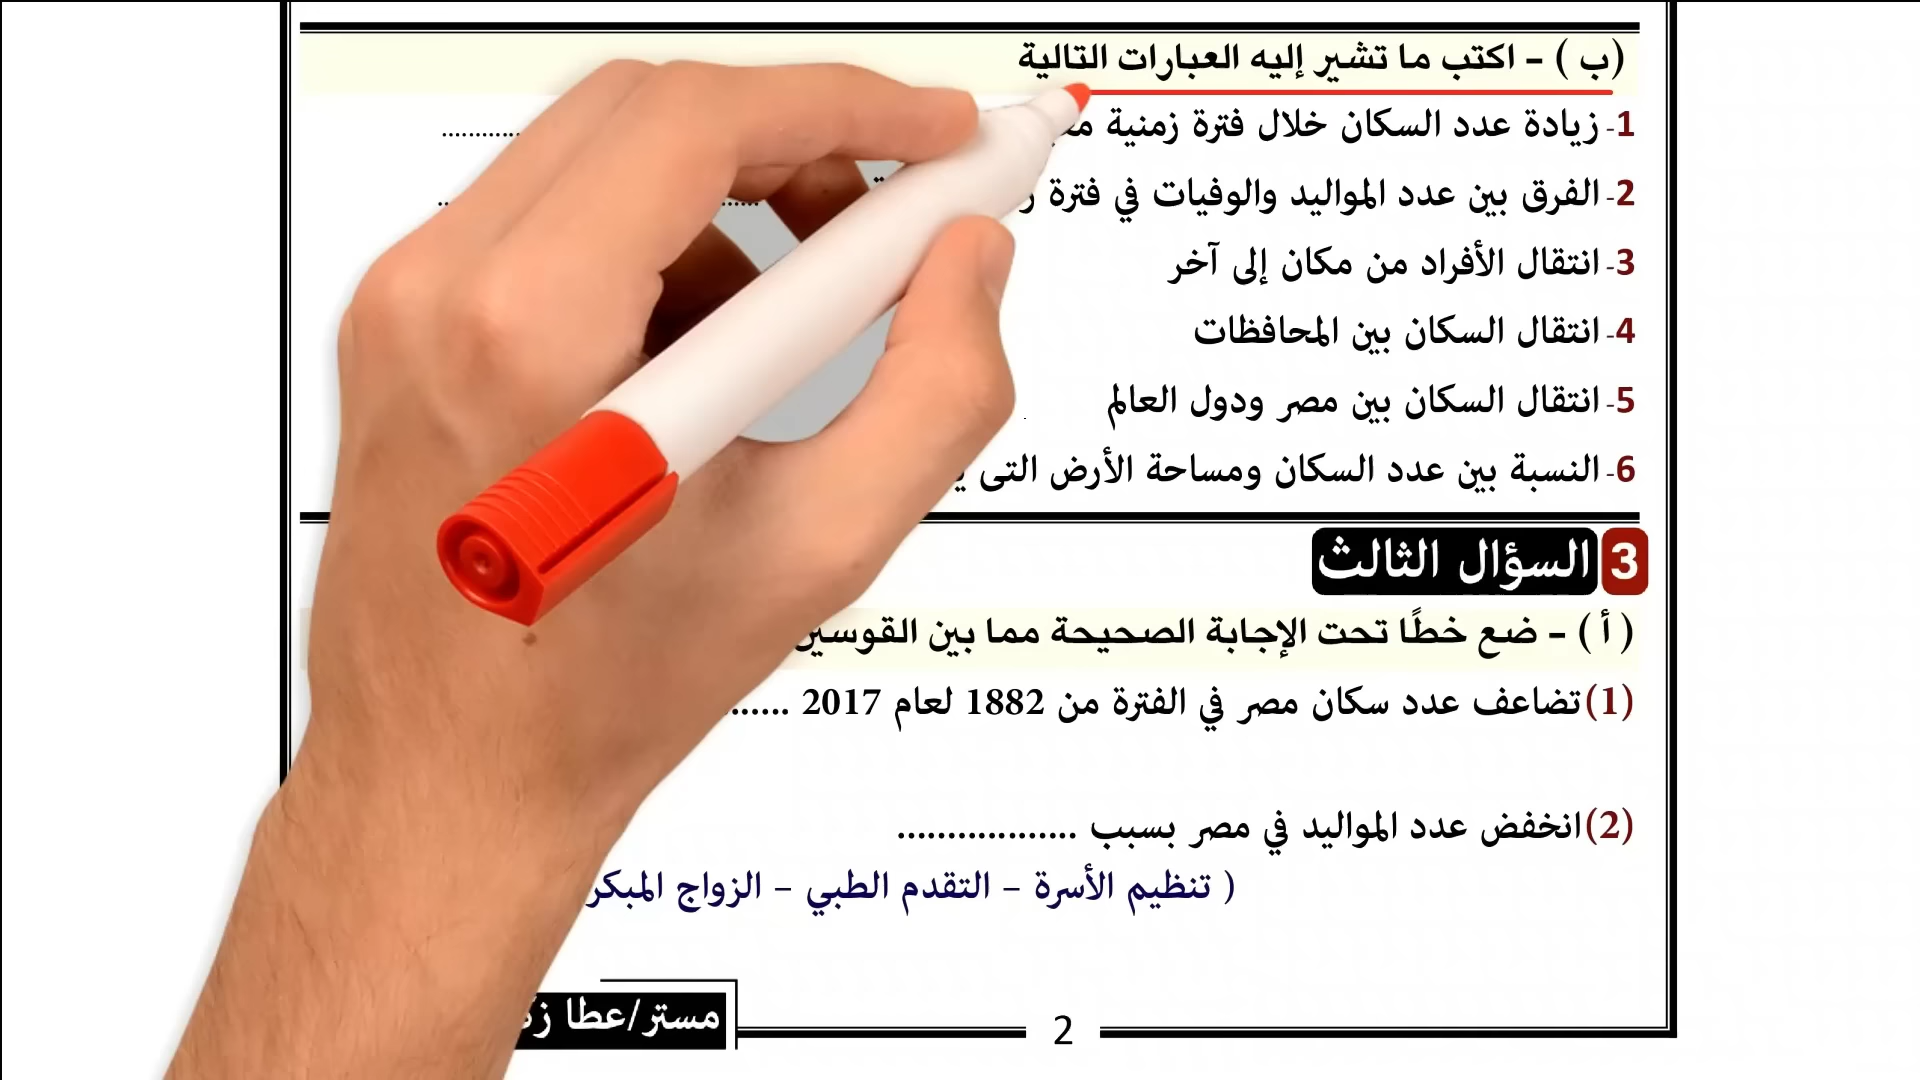 (ب ) - اكتب ما تشير إليه العبارات التالية
1- زيادة عدد السكان خلال فترة زمنية ..............
2- الفرق بين عدد المواليد والوفيات في فترة
3- انتقال الأفراد من مكان إلى آخر
4- انتقال السكان بين المحافظات
5- انتقال السكان بين مصر ودول العالم
6- النسبة بين عدد السكان ومساحة الأرض التى
3 السؤال الثالث
( أ ) - ضع خطًا تحت الإجابة الصحيحة مما بين القوسين
(1) تضاعف عدد سكان مصر في الفترة من 1882 لعام 2017 .......
(2) انخفض عدد المواليد في مصر بسبب ..................
( تنظيم الأسرة – التقدم الطبي – الزواج المبكر
مستر/عطا
2